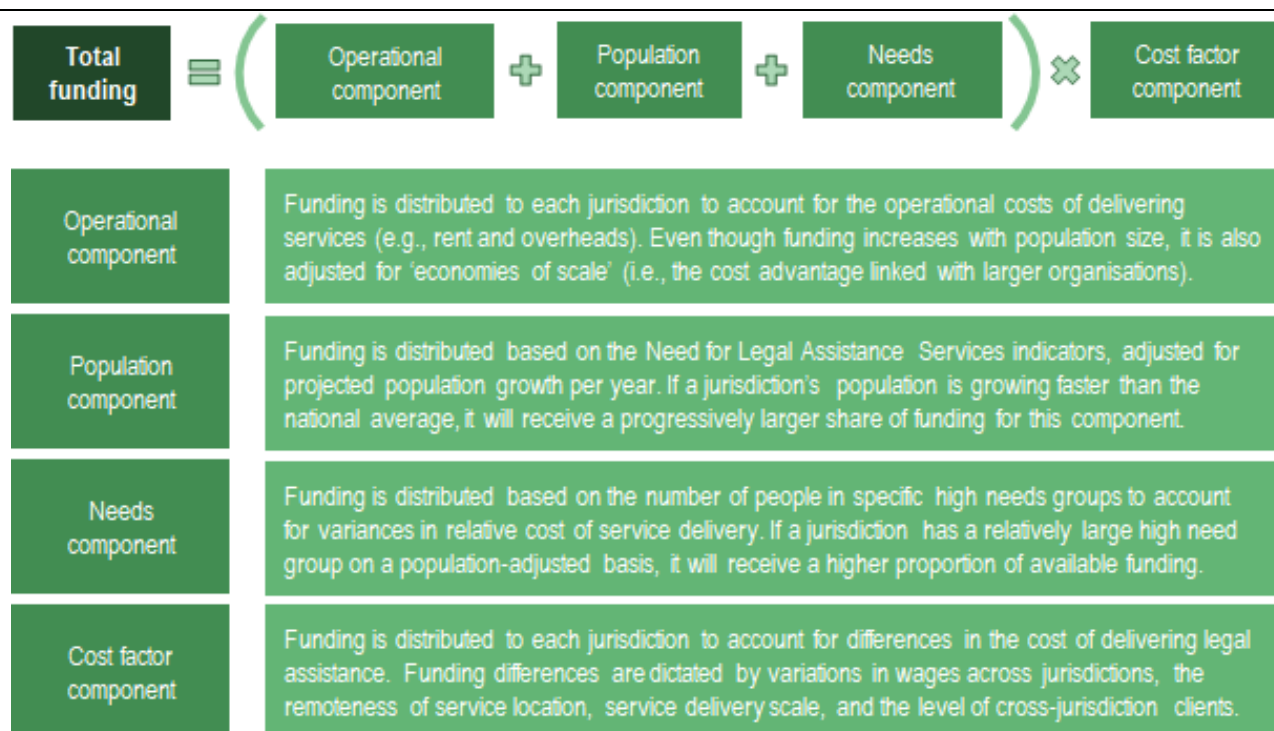 Total
funding
=
(
Operational
component
+
Population
component
+
Needs
component
)
×
Cost factor
component
Operational
component
Funding is distributed to each jurisdiction to account for the operational costs of delivering
services (e.g., rent and overheads). Even though funding increases with population size, it is also
adjusted for ‘economies of scale’ (i.e., the cost advantage linked with larger organisations).
Population
component
Funding is distributed based on the Need for Legal Assistance Services indicators, adjusted for
projected population growth per year. If a jurisdiction’s population is growing faster than the
national average, it will receive a progressively larger share of funding for this component.
Needs
component
Funding is distributed based on the number of people in specific high needs groups to account
for variances in relative cost of service delivery. If a jurisdiction has a relatively large high need
group on a population-adjusted basis, it will receive a higher proportion of available funding.
Cost factor
component
Funding is distributed to each jurisdiction to account for differences in the cost of delivering legal
assistance. Funding differences are dictated by variations in wages across jurisdictions, the
remoteness of service location, service delivery scale, and the level of cross-jurisdiction clients.